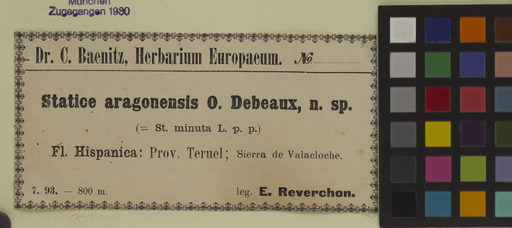 München
Zugegangen 1980
Dr. C. Baenitz, Herbarium Europaeum. №
Statice aragonensis O. Debeaux, n. sp.
(= St. minuta L. p. p.)
Fl. Hispanica: Prov. Teruel; Sierra de Valacloche.
7. 93. — 800 m. leg. E. Reverchon.